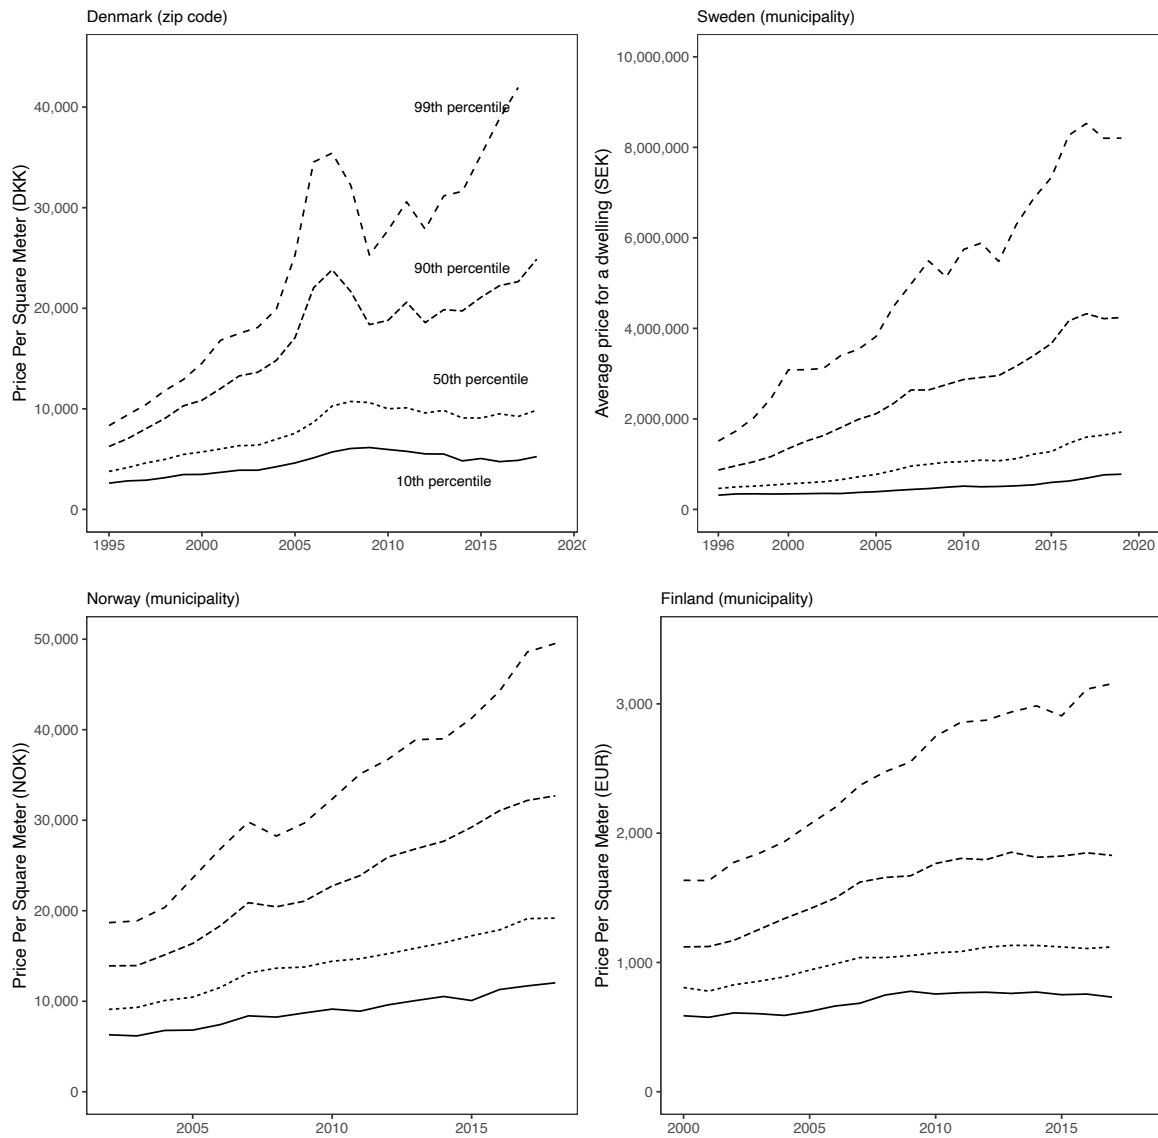 Denmark (zip code)
Price Per Square Meter (DKK)
40,000
30,000
20,000
10,000
0
99th percentile
90th percentile
50th percentile
10th percentile
1995 2000 2005 2010 2015 202
Sweden (municipality)
Average price for a dwelling (SEK)
10,000,000
8,000,000
6,000,000
4,000,000
2,000,000
0
1996 2000 2005 2010 2015 2020
Norway (municipality)
Price Per Square Meter (NOK))
50,000
40,000
30,000
20,000
10,000
0
2005 2010 2015
Finland (municipality)
Price Per Square Meter (EUR))
3,000
2,000
1,000
0
2000 2005 2010 2015